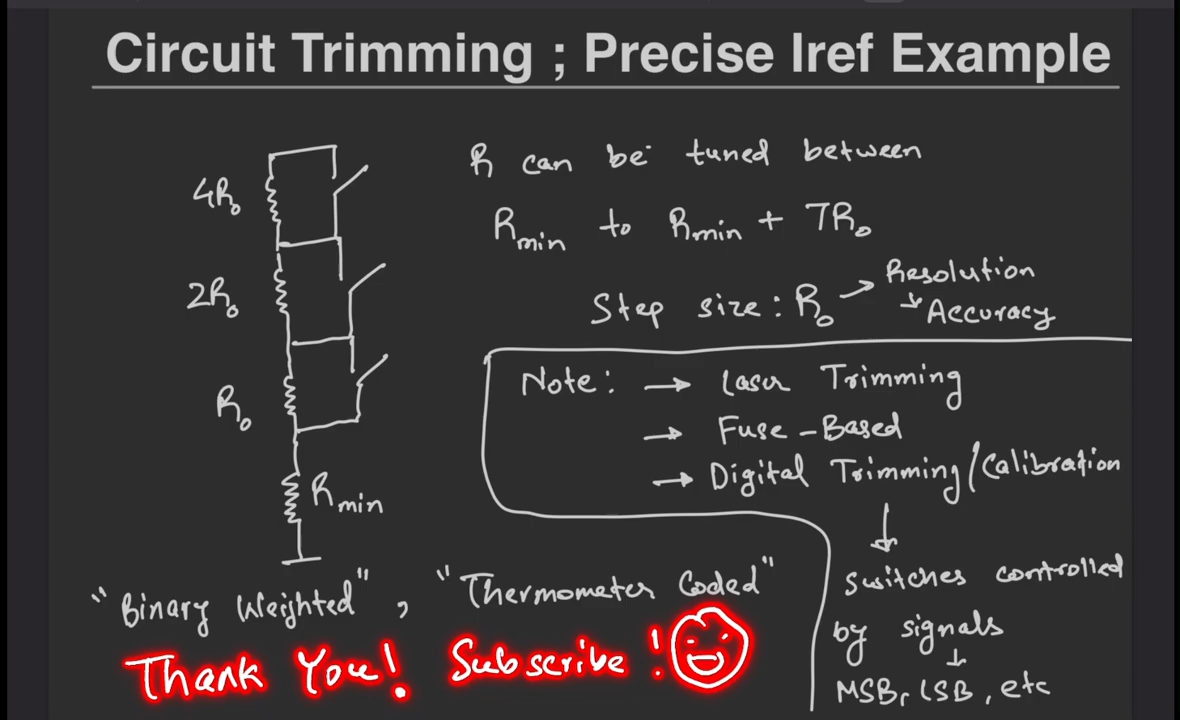 Circuit Trimming ; Precise Iref Example
R can be tuned between
Rmin to Rmin + 7R0
Step size : R0 → Resolution
→ Accuracy
4R0
2R0
R0
Rmin
Note : → Laser Trimming
→ Fuse-Based
→ Digital Trimming/Calibration
switches controlled
by signals
MSB, LSB, etc
"Binary Weighted" , "Thermometer Coded"
Thank You! Subscribe!